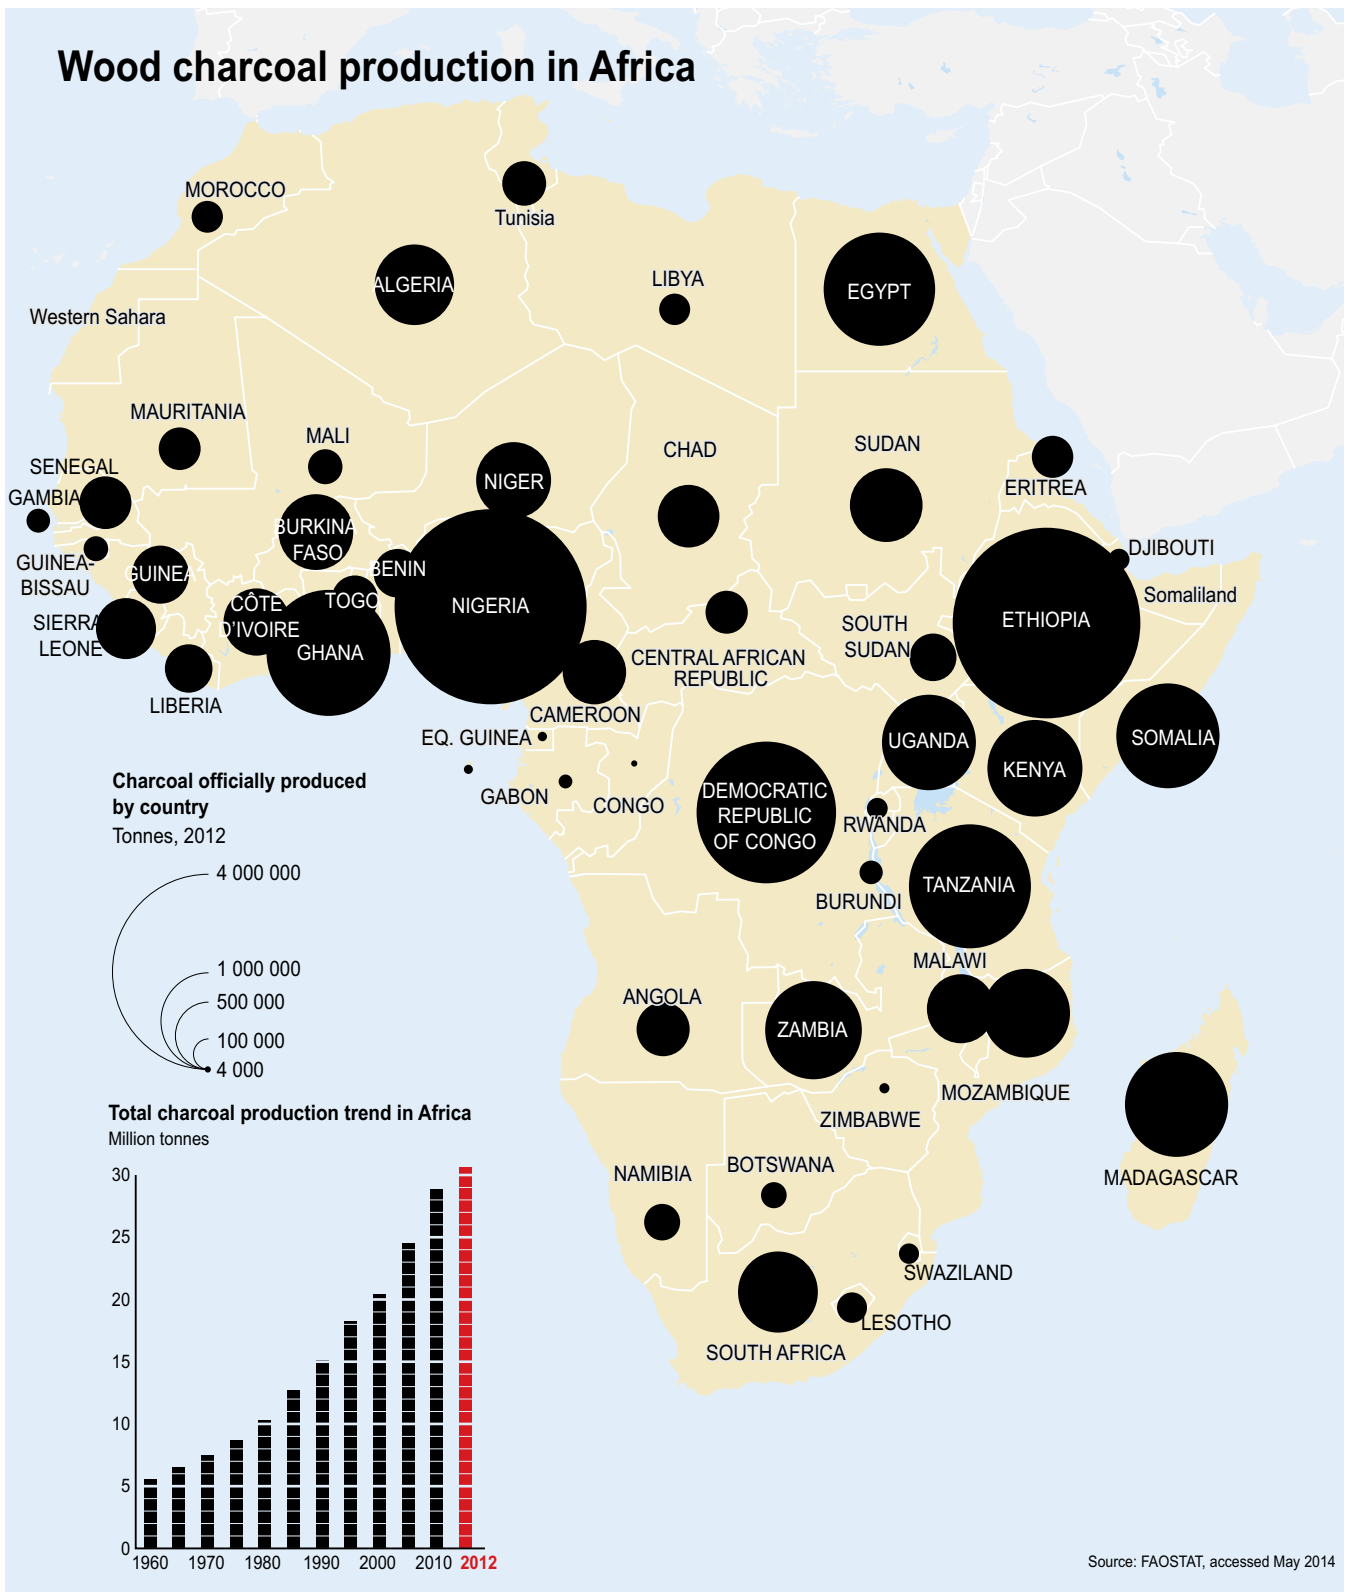 Wood charcoal production in Africa
MOROCCO
Tunisia
ALGERIA
LIBYA
EGYPT
Western Sahara
MAURITANIA
MALI
NIGER
CHAD
SUDAN
ERITREA
SENEGAL
GAMBIA
GUINEA-
BISSAU
GUINEA
BURKINA
FASO
BENIN
TOGO
NIGERIA
CÔTE
D'IVOIRE
GHANA
SIERRA
LEONE
LIBERIA
CENTRAL AFRICAN
REPUBLIC
CAMEROON
SOUTH
SUDAN
ETHIOPIA
DJIBOUTI
Somaliland
SOMALIA
EQ. GUINEA
GABON
CONGO
DEMOCRATIC
REPUBLIC
OF CONGO
UGANDA
KENYA
RWANDA
BURUNDI
TANZANIA
MALAWI
ANGOLA
ZAMBIA
MOZAMBIQUE
ZIMBABWE
MADAGASCAR
NAMIBIA
BOTSWANA
SWAZILAND
LESOTHO
SOUTH AFRICA
Charcoal officially produced
by country
Tonnes, 2012
4 000 000
1 000 000
500 000
100 000
4 000
Total charcoal production trend in Africa
Million tonnes
30
25
20
15
10
5
0
1960 1970 1980 1990 2000 2010 2012
Source: FAOSTAT, accessed May 2014